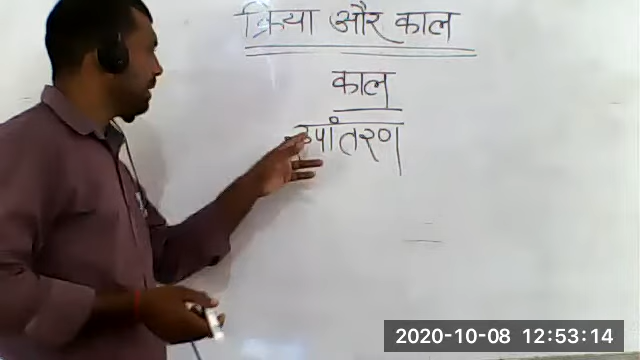 क्रिया और काल
काल
रूपांतरण
2020-10-08 12:53:14